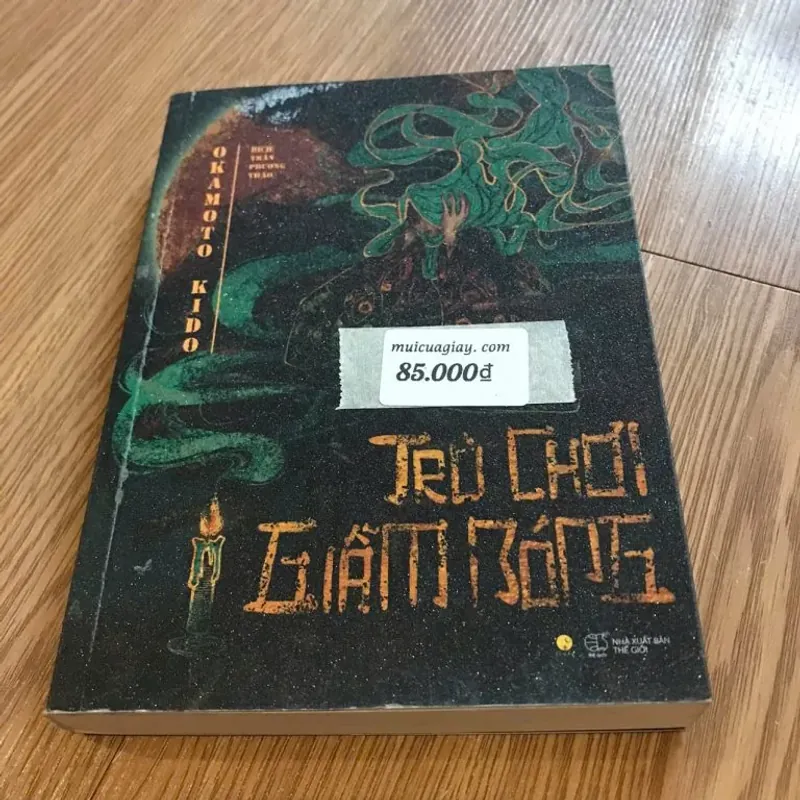 OKAMOTO KIDO
DỊCH
TRẦN
PHƯƠNG
THẢO
muicuagiay. com
85.000đ
TRÒ CHƠI
GIẪM BÓNG
NHÀ XUẤT BẢN
THẾ GIỚI